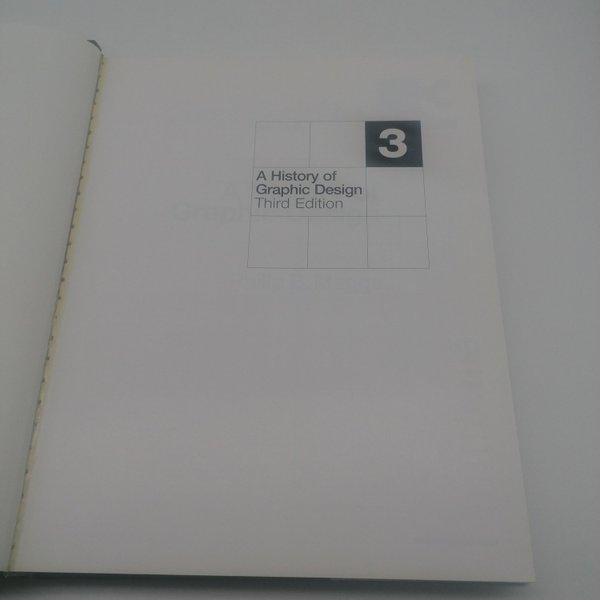 3
A History of
Graphic Design
Third Edition